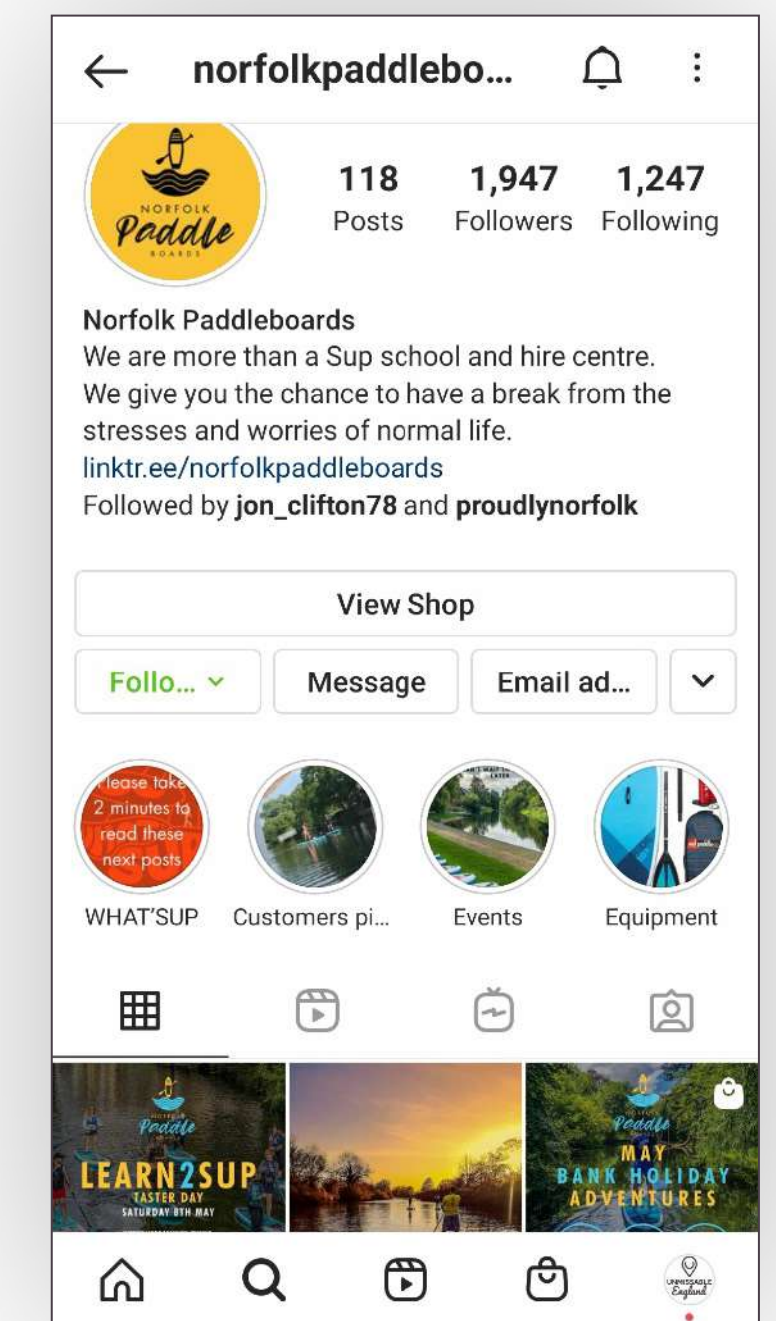 norfolkpaddlebo...
NORFOLK
Paddle
BOARDS
118 1,947 1,247
Posts Followers Following
Norfolk Paddleboards
We are more than a Sup school and hire centre.
We give you the chance to have a break from the
stresses and worries of normal life.
linktr.ee/norfolkpaddleboards
Followed by jon_clifton78 and proudlynorfolk
View Shop
Follo... Message Email ad...
Please take
2 minutes to
read these
next posts
WHAT'SUP Customers pi... Events Equipment
Paddle
LEARN2SUP
TASTER DAY
SATURDAY 8TH MAY
Paddle
MAY
BANK HOLIDAY
ADVENTURES
UNMISSABLE
England